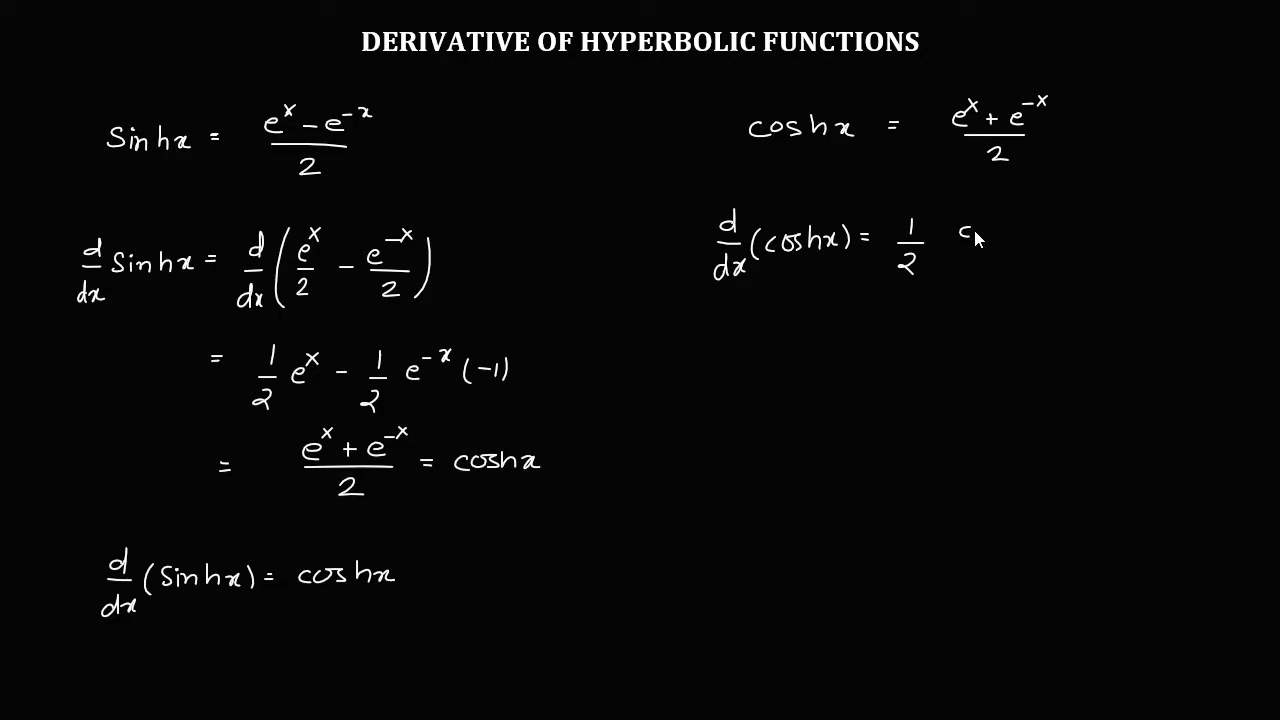 DERIVATIVE OF HYPERBOLIC FUNCTIONS
Sinhx = (e^x - e^-x)/2
d/dx Sinhx = d/dx (e^x/2 - e^-x/2)
= 1/2 e^x - 1/2 e^-x (-1)
= (e^x + e^-x)/2 = coshx
d/dx (Sinhx) = coshx
coshx = (e^x + e^-x)/2
d/dx (coshx) = 1/2